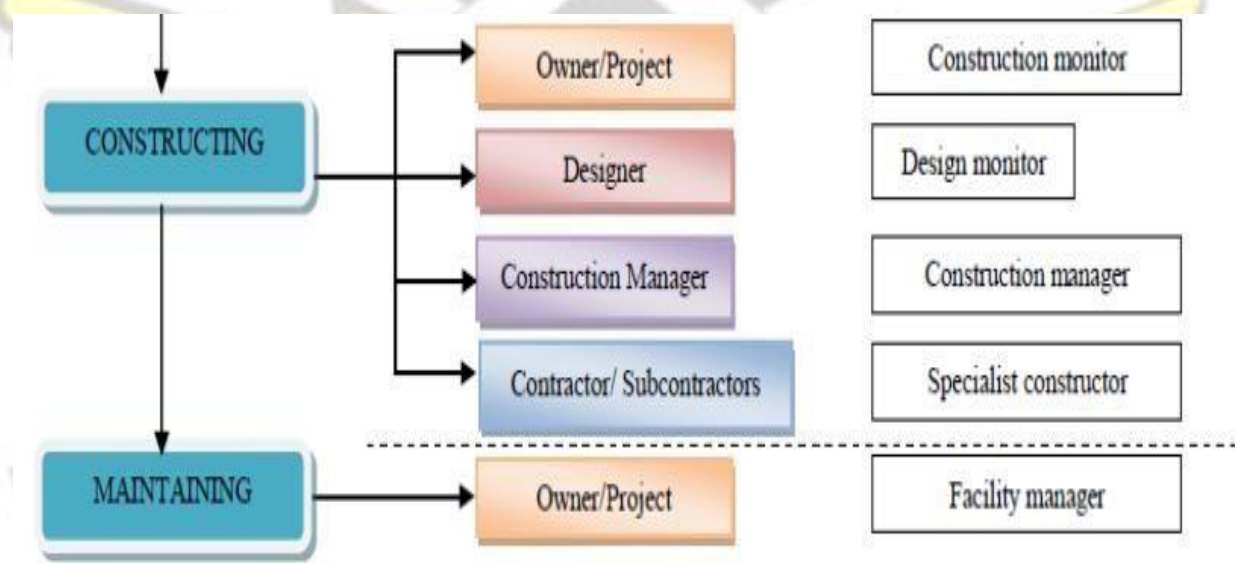 Owner/Project
Construction monitor
CONSTRUCTING
Designer
Design monitor
Construction Manager
Construction manager
Contractor/ Subcontractors
Specialist constructor
MAINTAINING
Owner/Project
Facility manager